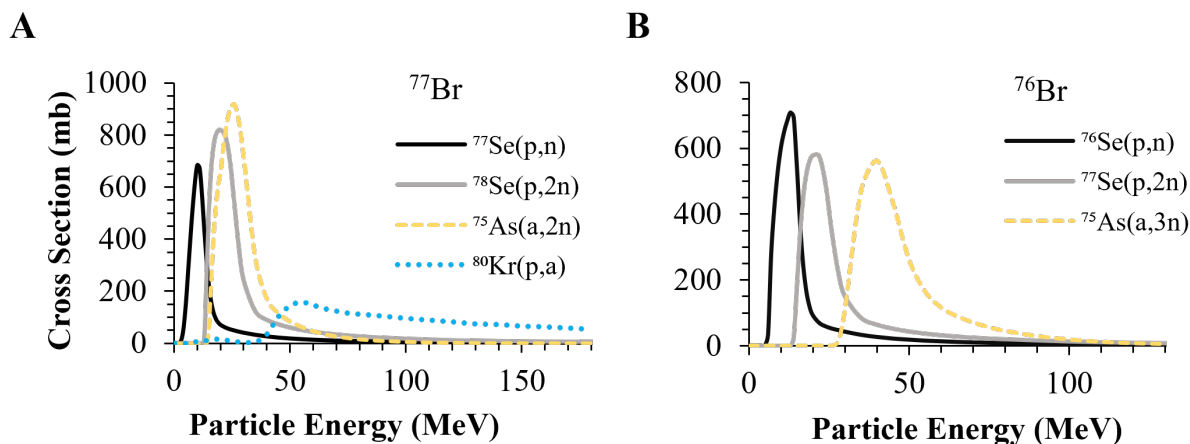 A
⁷⁷Br
Cross Section (mb)
1000
800
600
400
200
0
⁷⁷Se(p,n)
⁷⁸Se(p,2n)
⁷⁵As(a,2n)
⁸⁰Kr(p,a)
0 50 100 150
Particle Energy (MeV)
B
⁷⁶Br
800
600
400
200
0
⁷⁶Se(p,n)
⁷⁷Se(p,2n)
⁷⁵As(a,3n)
0 50 100
Particle Energy (MeV)